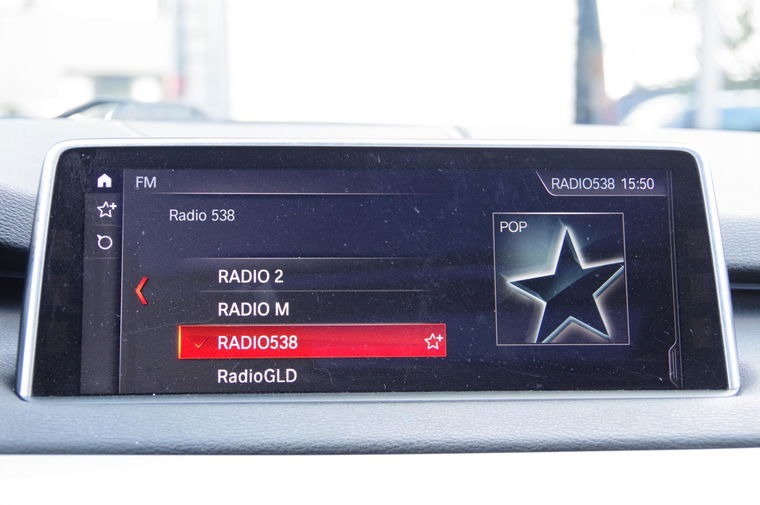 FM
RADIO538 15:50
Radio 538
POP
RADIO 2
RADIO M
RADIO538
RadioGLD